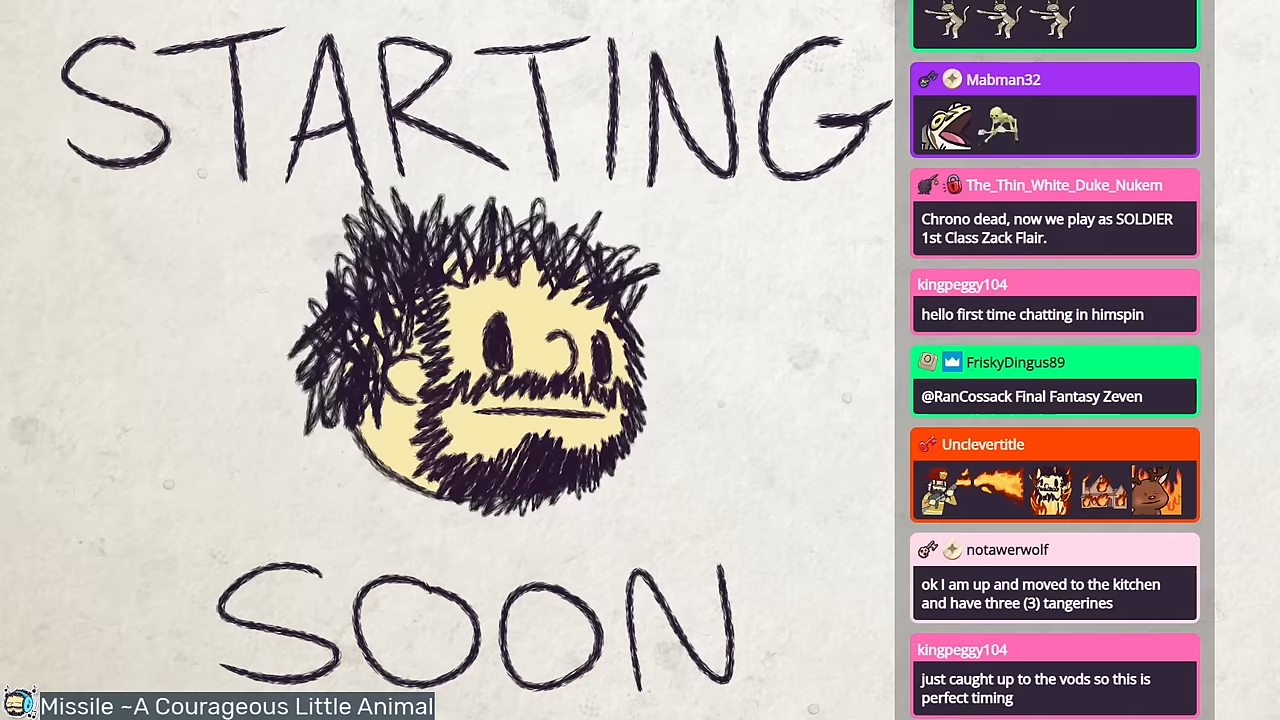 STARTING
SOON
Mabman32
The_Thin_White_Duke_Nukem
Chrono dead, now we play as SOLDIER
1st Class Zack Flair.
kingpeggy104
hello first time chatting in himspin
FriskyDingus89
@RanCossack Final Fantasy Zeven
Unclevertitle
notawerwolf
ok I am up and moved to the kitchen
and have three (3) tangerines
kingpeggy104
just caught up to the vods so this is
perfect timing
Missile ~A Courageous Little Animal